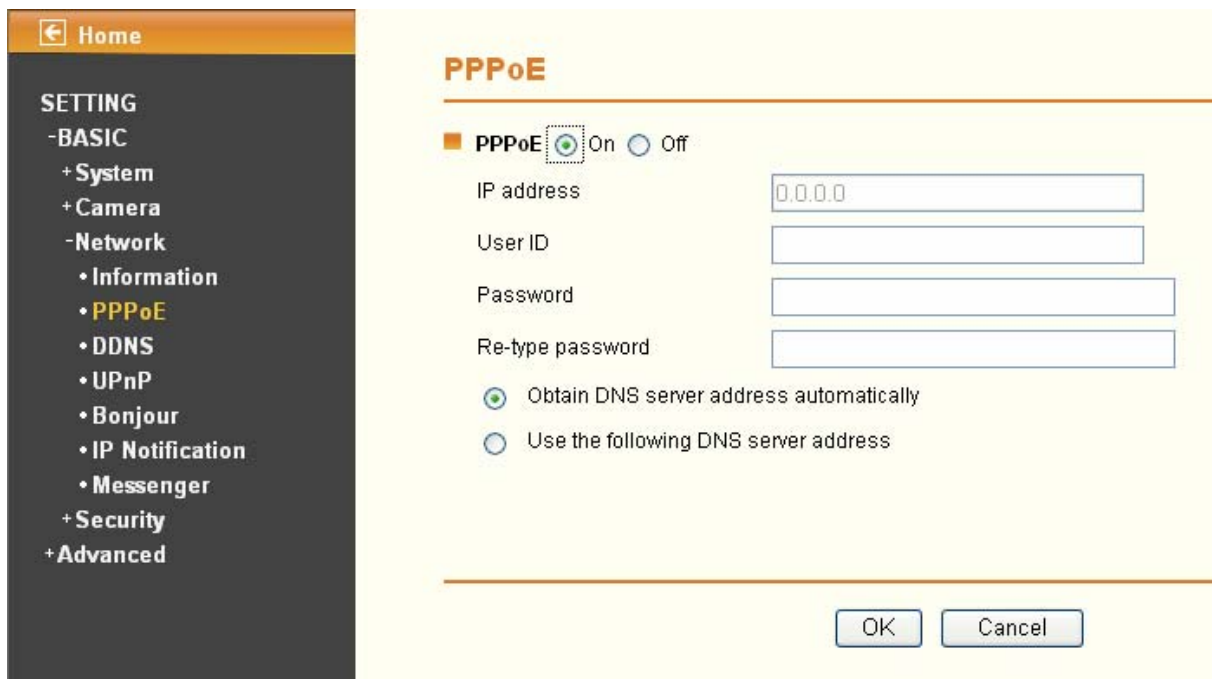 Home
SETTING
-BASIC
+System
+Camera
-Network
•Information
•PPPoE
•DDNS
•UPnP
•Bonjour
•IP Notification
•Messenger
+Security
+Advanced
PPPoE
PPPoE On Off
IP address 0.0.0.0
User ID
Password
Re-type password
Obtain DNS server address automatically
Use the following DNS server address
OK Cancel